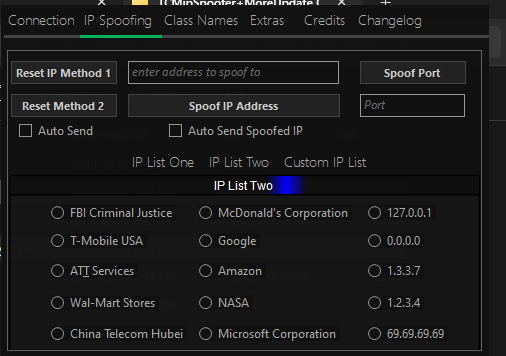 Connection IP Spoofing Class Names Extras Credits Changelog
Reset IP Method 1 enter address to spoof to Spoof Port
Reset Method 2 Spoof IP Address Port
Auto Send Auto Send Spoofed IP
IP List One IP List Two Custom IP List
IP List Two
FBI Criminal Justice McDonald's Corporation 127.0.0.1
T-Mobile USA Google 0.0.0.0
ATT Services Amazon 1.3.3.7
Wal-Mart Stores NASA 1.2.3.4
China Telecom Hubei Microsoft Corporation 69.69.69.69